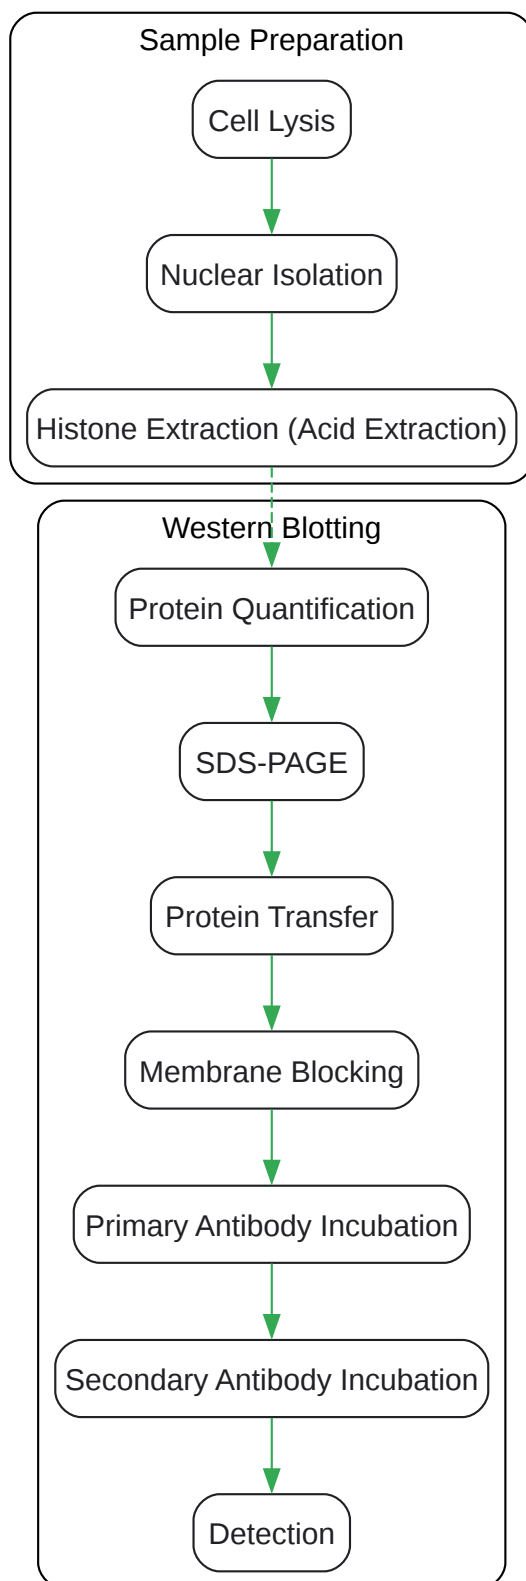 Sample Preparation
Cell Lysis
Nuclear Isolation
Histone Extraction (Acid Extraction)
Western Blotting
Protein Quantification
SDS-PAGE
Protein Transfer
Membrane Blocking
Primary Antibody Incubation
Secondary Antibody Incubation
Detection